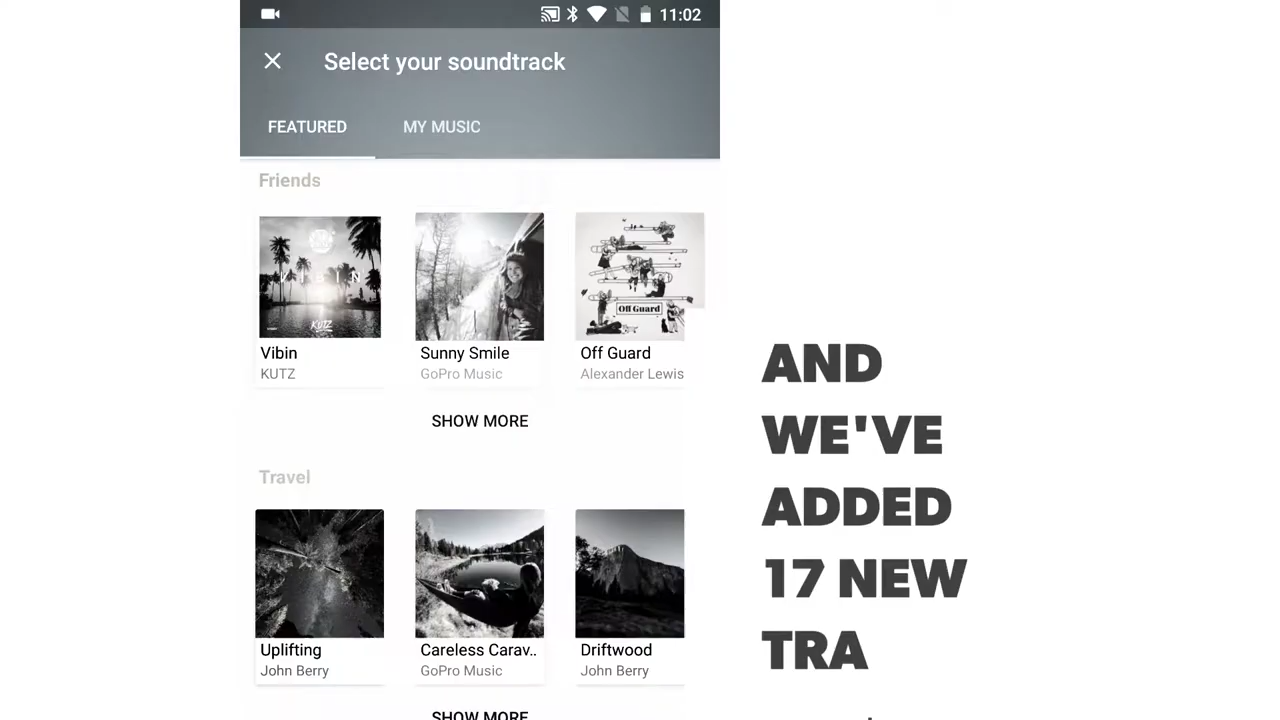 11:02
Select your soundtrack
FEATURED MY MUSIC
Friends
VIBIN
KUTZ
Off Guard
Vibin Sunny Smile Off Guard
KUTZ GoPro Music Alexander Lewis
SHOW MORE
Travel
Uplifting Careless Carav.. Driftwood
John Berry GoPro Music John Berry
SHOW MORE
AND
WE'VE
ADDED
17 NEW
TRA